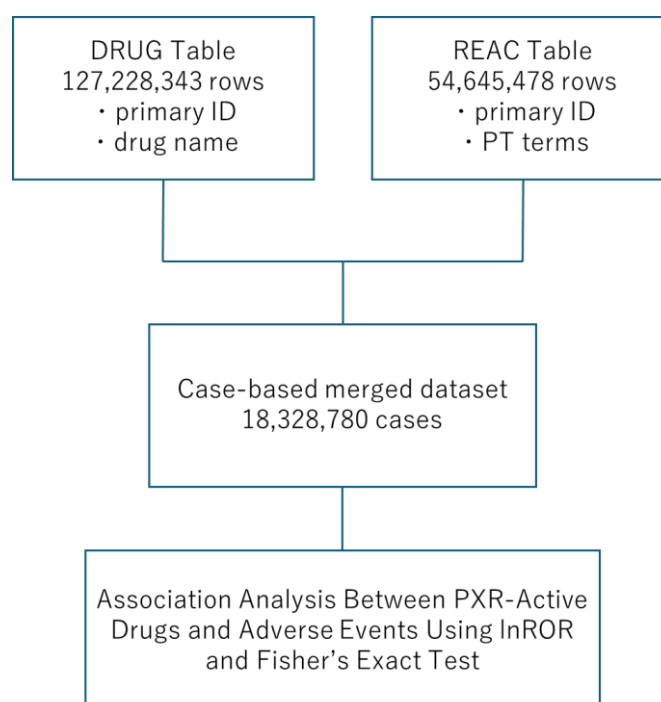 DRUG Table
127,228,343 rows
・primary ID
・drug name
REAC Table
54,645,478 rows
・primary ID
・PT terms
Case-based merged dataset
18,328,780 cases
Association Analysis Between PXR-Active
Drugs and Adverse Events Using lnROR
and Fisher’s Exact Test